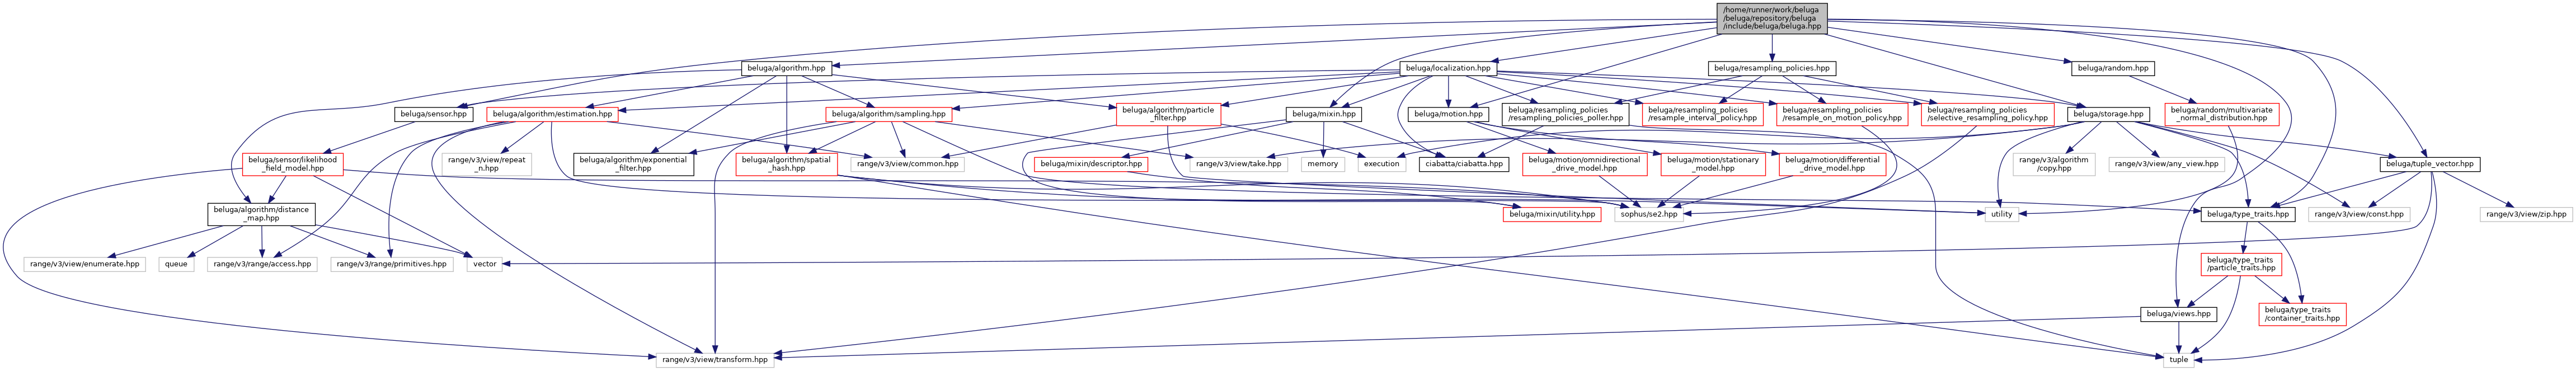 /home/runner/work/beluga
/beluga/repository/beluga
/include/beluga/beluga.hpp
beluga/algorithm.hpp
beluga/localization.hpp
beluga/resampling_policies.hpp
beluga/random.hpp
beluga/sensor.hpp
beluga/algorithm/estimation.hpp
beluga/algorithm/sampling.hpp
beluga/algorithm/particle
_filter.hpp
beluga/mixin.hpp
beluga/motion.hpp
beluga/resampling_policies
/resampling_policies_poller.hpp
beluga/resampling_policies
/resample_interval_policy.hpp
beluga/resampling_policies
/resample_on_motion_policy.hpp
beluga/resampling_policies
/selective_resampling_policy.hpp
beluga/storage.hpp
beluga/random/multivariate
_normal_distribution.hpp
beluga/sensor/likelihood
_field_model.hpp
range/v3/view/repeat
_n.hpp
beluga/algorithm/exponential
_filter.hpp
beluga/algorithm/spatial
_hash.hpp
range/v3/view/common.hpp
beluga/mixin/descriptor.hpp
range/v3/view/take.hpp
memory
execution
ciabatta/ciabatta.hpp
beluga/motion/omnidirectional
_drive_model.hpp
beluga/motion/stationary
_model.hpp
beluga/motion/differential
_drive_model.hpp
range/v3/algorithm
/copy.hpp
range/v3/view/any_view.hpp
beluga/tuple_vector.hpp
beluga/algorithm/distance
_map.hpp
beluga/mixin/utility.hpp
sophus/se2.hpp
utility
beluga/type_traits.hpp
range/v3/view/const.hpp
range/v3/view/zip.hpp
range/v3/view/enumerate.hpp
queue
range/v3/range/access.hpp
range/v3/range/primitives.hpp
vector
beluga/type_traits
/particle_traits.hpp
beluga/views.hpp
beluga/type_traits
/container_traits.hpp
range/v3/view/transform.hpp
tuple